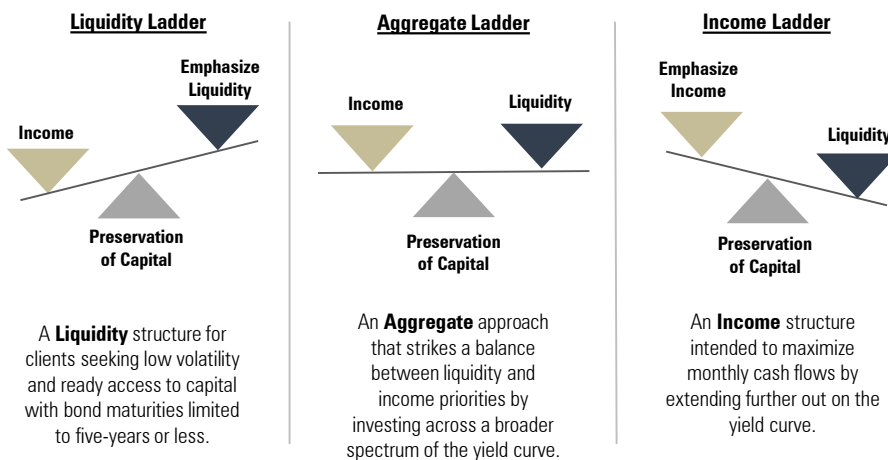 Liquidity Ladder
Emphasize
Liquidity
Income
Preservation
of Capital
A Liquidity structure for
clients seeking low volatility
and ready access to capital
with bond maturities limited
to five-years or less.
Aggregate Ladder
Income
Liquidity
Preservation
of Capital
An Aggregate approach
that strikes a balance
between liquidity and
income priorities by
investing across a broader
spectrum of the yield curve.
Income Ladder
Emphasize
Income
Liquidity
Preservation
of Capital
An Income structure
intended to maximize
monthly cash flows by
extending further out on the
yield curve.